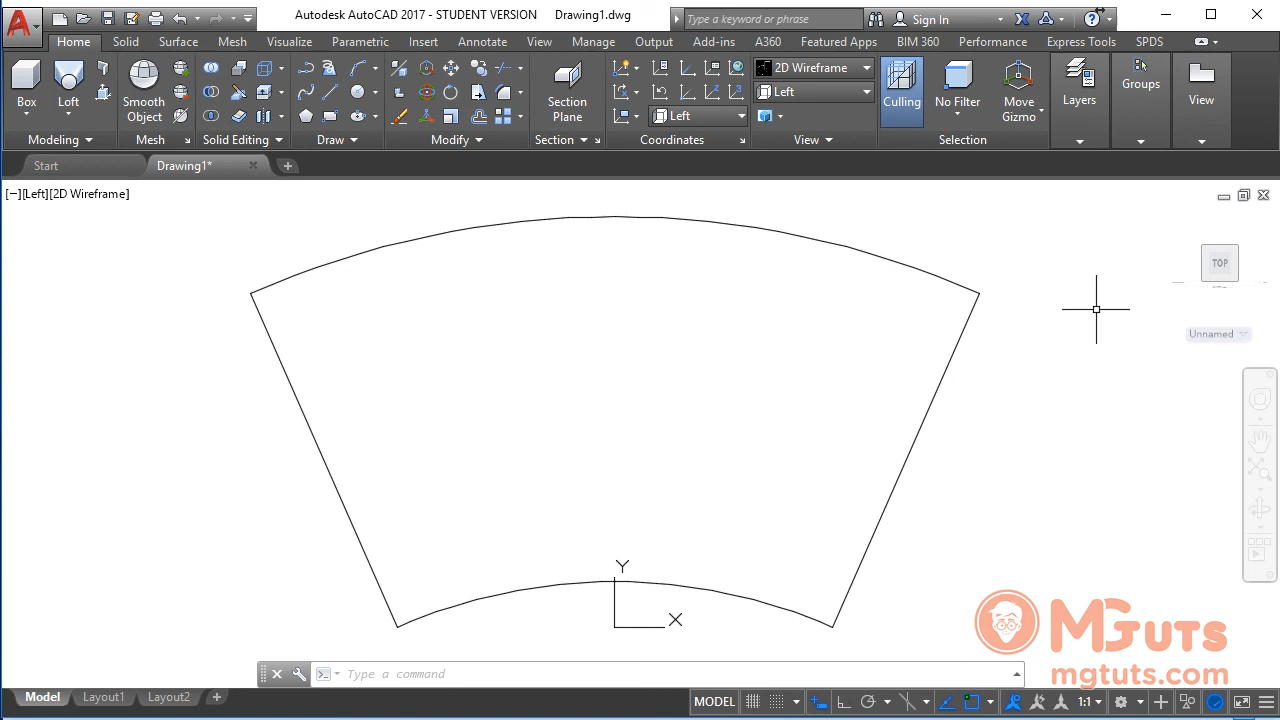 Autodesk AutoCAD 2017 - STUDENT VERSION Drawing1.dwg
Type a keyword or phrase
Sign In
Home Solid Surface Mesh Visualize Parametric Insert Annotate View Manage Output Add-ins A360 Featured Apps BIM 360 Performance Express Tools SPDS
Box
Loft
Smooth
Object
Section
Plane
2D Wireframe
Left
Left
Culling
No Filter
Move
Gizmo
Layers
Groups
View
Modeling
Mesh
Solid Editing
Draw
Modify
Section
Coordinates
View
Selection
Start
Drawing1*
[−][Left][2D Wireframe]
TOP
Unnamed
Y
X
MGTUTS
mgtuts.com
Type a command
Model
Layout1
Layout2
MODEL
1:1